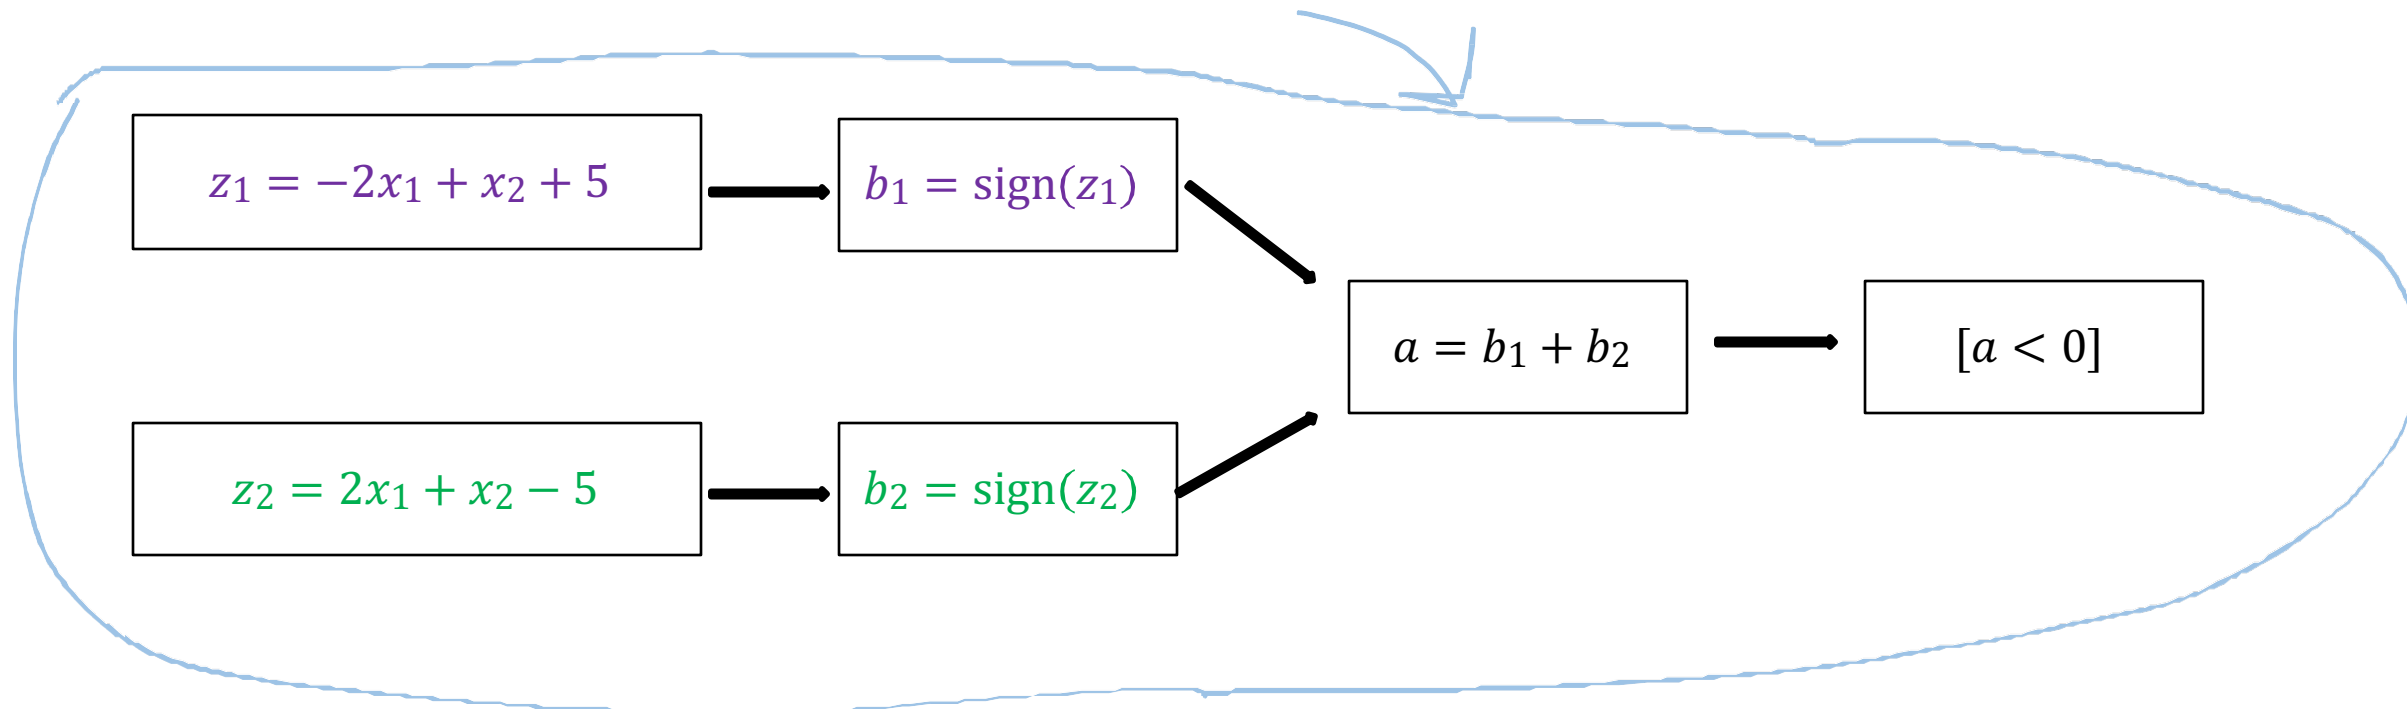 z₁ = −2x₁ + x₂ + 5
b₁ = sign(z₁)
z₂ = 2x₁ + x₂ − 5
b₂ = sign(z₂)
a = b₁ + b₂
[a < 0]